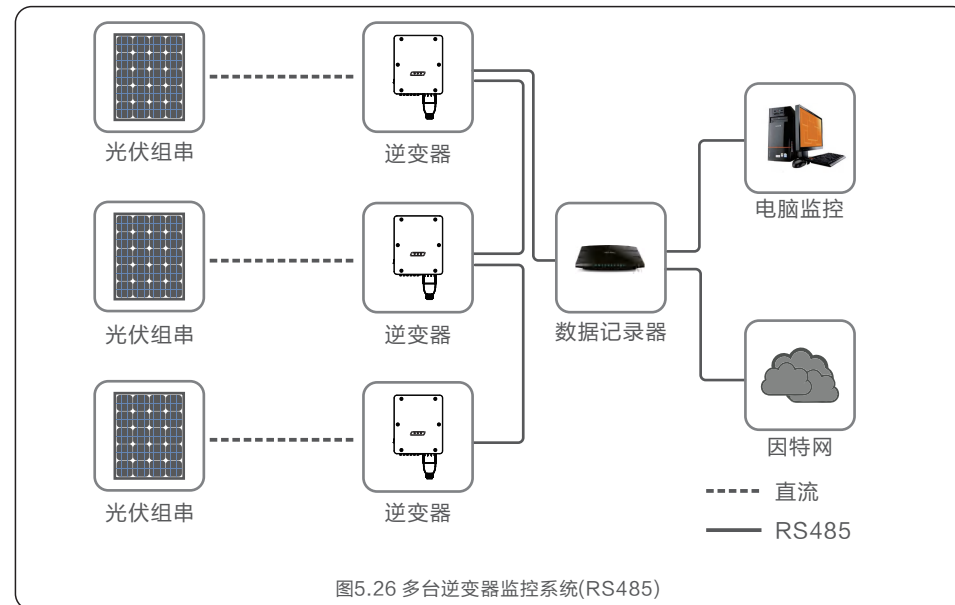 光伏组串
逆变器
电脑监控
光伏组串
逆变器
数据记录器
因特网
直流
光伏组串
逆变器
RS485
图5.26 多台逆变器监控系统(RS485)